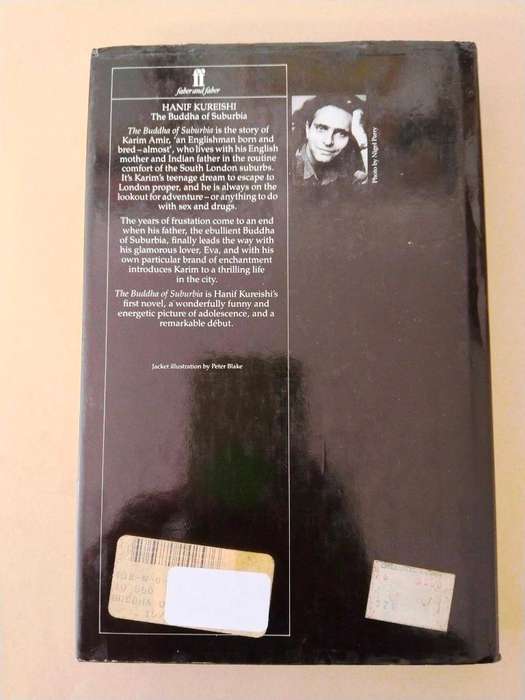 ff
faber and faber
HANIF KUREISHI
The Buddha of Suburbia
The Buddha of Suburbia is the story of
Karim Amir, ‘an Englishman born and
bred – almost’, who lives with his English
mother and Indian father in the routine
comfort of the South London suburbs.
It's Karim's teenage dream to escape to
London proper, and he is always on the
lookout for adventure – or anything to do
with sex and drugs.
The years of frustation come to an end
when his father, the ebullient Buddha
of Suburbia, finally leads the way with
his glamorous lover, Eva, and with his
own particular brand of enchantment
introduces Karim to a thrilling life
in the city.
The Buddha of Suburbia is Hanif Kureishi's
first novel, a wonderfully funny and
energetic picture of adolescence, and a
remarkable début.
Jacket illustration by Peter Blake
Photo by Nigel Parry
BUDDHA